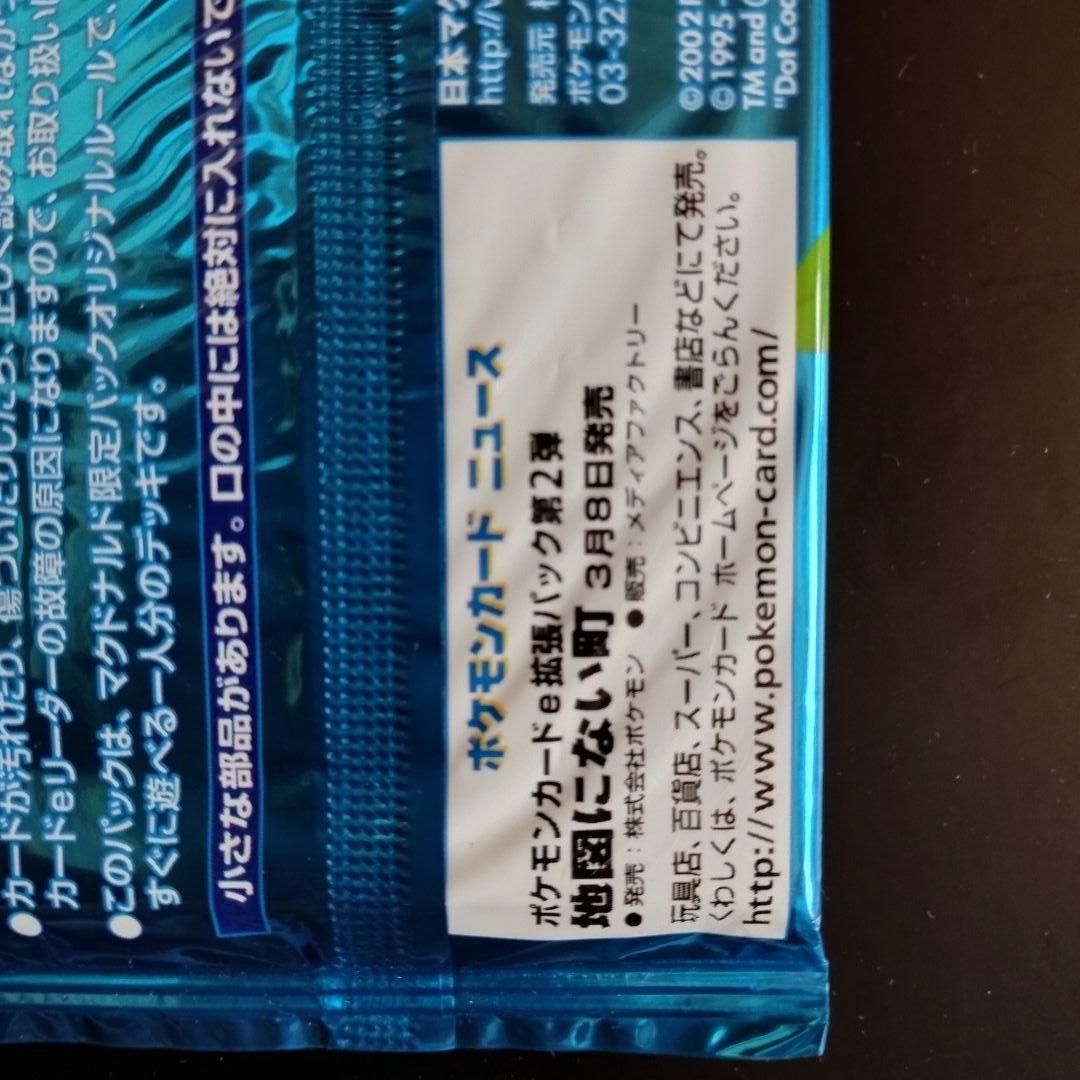 カードが汚れたり、傷ついたりしたら、正しく読み取れなか
カードeリーダーの故障の原因になりますので、お取り扱い
●このパックは、マクドナルド限定パックオリジナルルールで、
すぐに遊べる一人分のデッキです。
小さな部品があります。口の中には絶対に入れないで
日本マク
http://w
発売元
ポケモン
03-322
©2002
©1995-
TM and
"Dot Coc
ポケモンカード ニュース
ポケモンカードe拡張パック第2弾
地図にない町 3月8日発売
●発売：株式会社ポケモン ●販売：メディアファクトリー
玩具店、百貨店、スーパー、コンビニエンス、書店などにて発売。
くわしくは、ポケモンカード ホームページをごらんください。
http://www.pokemon-card.com/